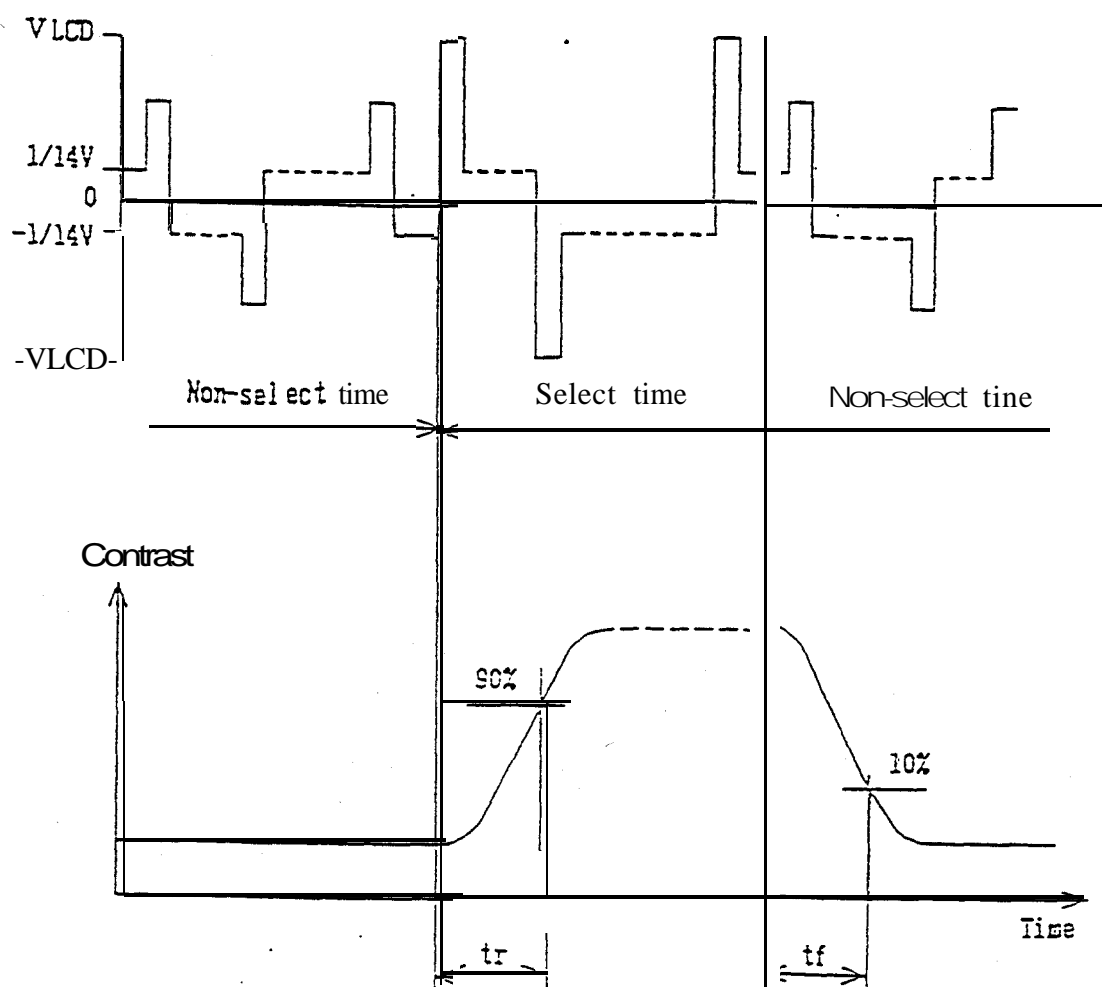 VLCD
1/14V
0
-1/14V
-VLCD-
Non-select time
Select time
Non-select tine
Contrast
90%
10%
Time
tr
tf